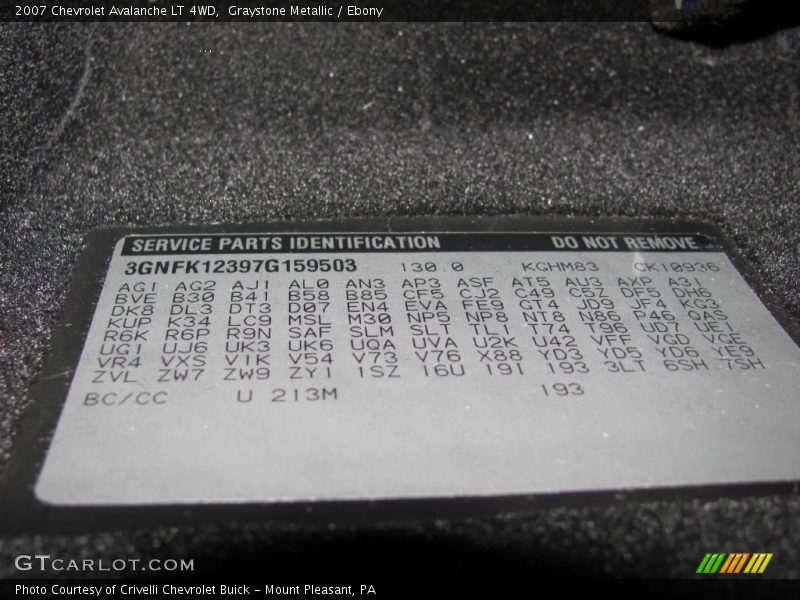 2007 Chevrolet Avalanche LT 4WD, Graystone Metallic / Ebony
SERVICE PARTS IDENTIFICATION DO NOT REMOVE
3GNFK12397G159503 130.0 KGHM83 CK10936
AG1 AG2 AJ1 AL0 AN3 AP3 ASF AT5 AU3 AXP A31
BVE B30 B41 B58 B85 CF5 CJ2 C49 C67 DF5
DK8 DL3 DT3 D07 EN4 EVA E63 FE9 GT4 JD9 JF4 KG3
KUP K34 LC9 MSL M30 NP5 NP8 NT8 N86 P46 QAS
R6K R6P R9N SAF SLM SLT TL1 T74 T96 UD7 UE1
UG1 UJ6 UK3 UK6 UQA UVA U2K U42 VFF VGD VGE
VR4 VXS V1K V54 V73 V76 X88 YD3 YD5 YD6 YE9
ZVL ZW7 ZW9 ZY1 1SZ 16U 19I 193 3LT 6SH 7SH
BC/CC U 213M 193
GTCARLOT.COM
Photo Courtesy of Crivelli Chevrolet Buick - Mount Pleasant, PA